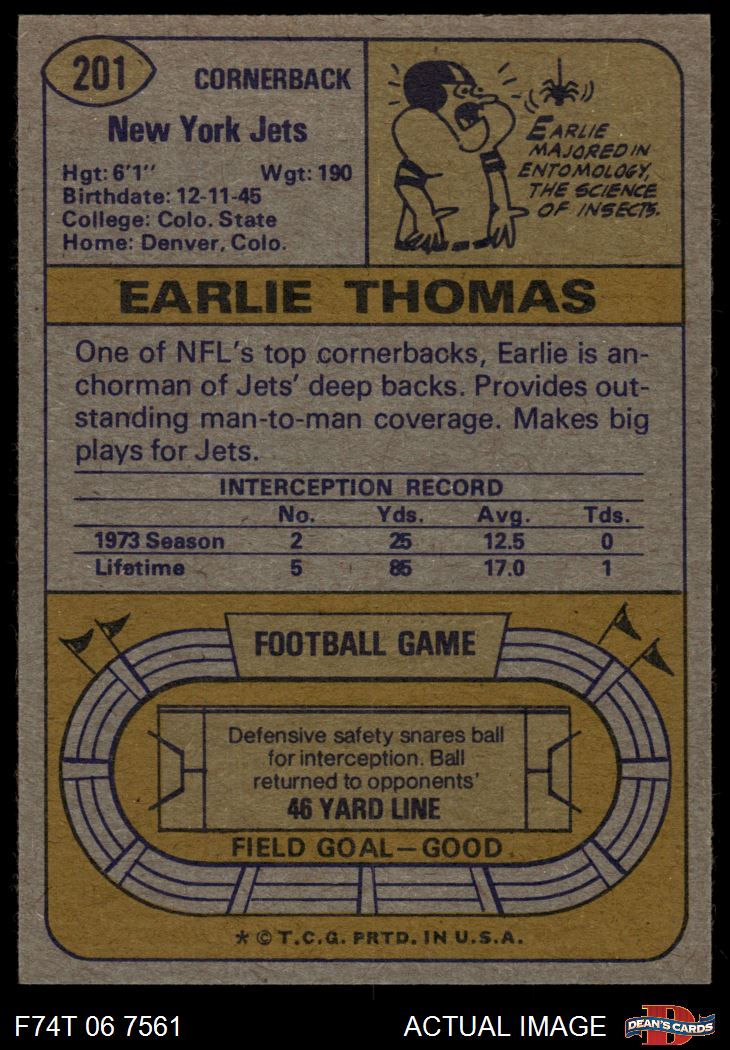 201
CORNERBACK
New York Jets
Hgt: 6'1'' Wgt: 190
Birthdate: 12-11-45
College: Colo. State
Home: Denver, Colo.
EARLIE
MAJORED IN
ENTOMOLOGY,
THE SCIENCE
OF INSECTS.
EARLIE THOMAS
One of NFL's top cornerbacks, Earlie is an-
chorman of Jets' deep backs. Provides out-
standing man-to-man coverage. Makes big
plays for Jets.
INTERCEPTION RECORD
No. Yds. Avg. Tds.
1973 Season 2 25 12.5 0
Lifetime 5 85 17.0 1
FOOTBALL GAME
Defensive safety snares ball
for interception. Ball
returned to opponents'
46 YARD LINE
FIELD GOAL—GOOD
* © T.C.G. PRTD. IN U.S.A.
F74T 06 7561 ACTUAL IMAGE
D
DEAN'S CARDS